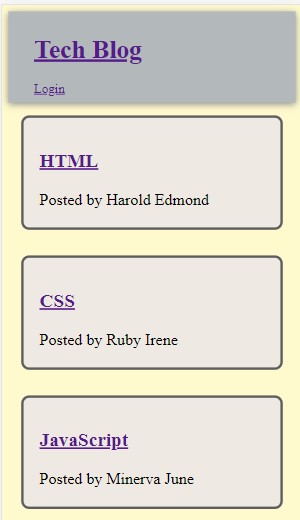 Tech Blog
Login
HTML
Posted by Harold Edmond
CSS
Posted by Ruby Irene
JavaScript
Posted by Minerva June